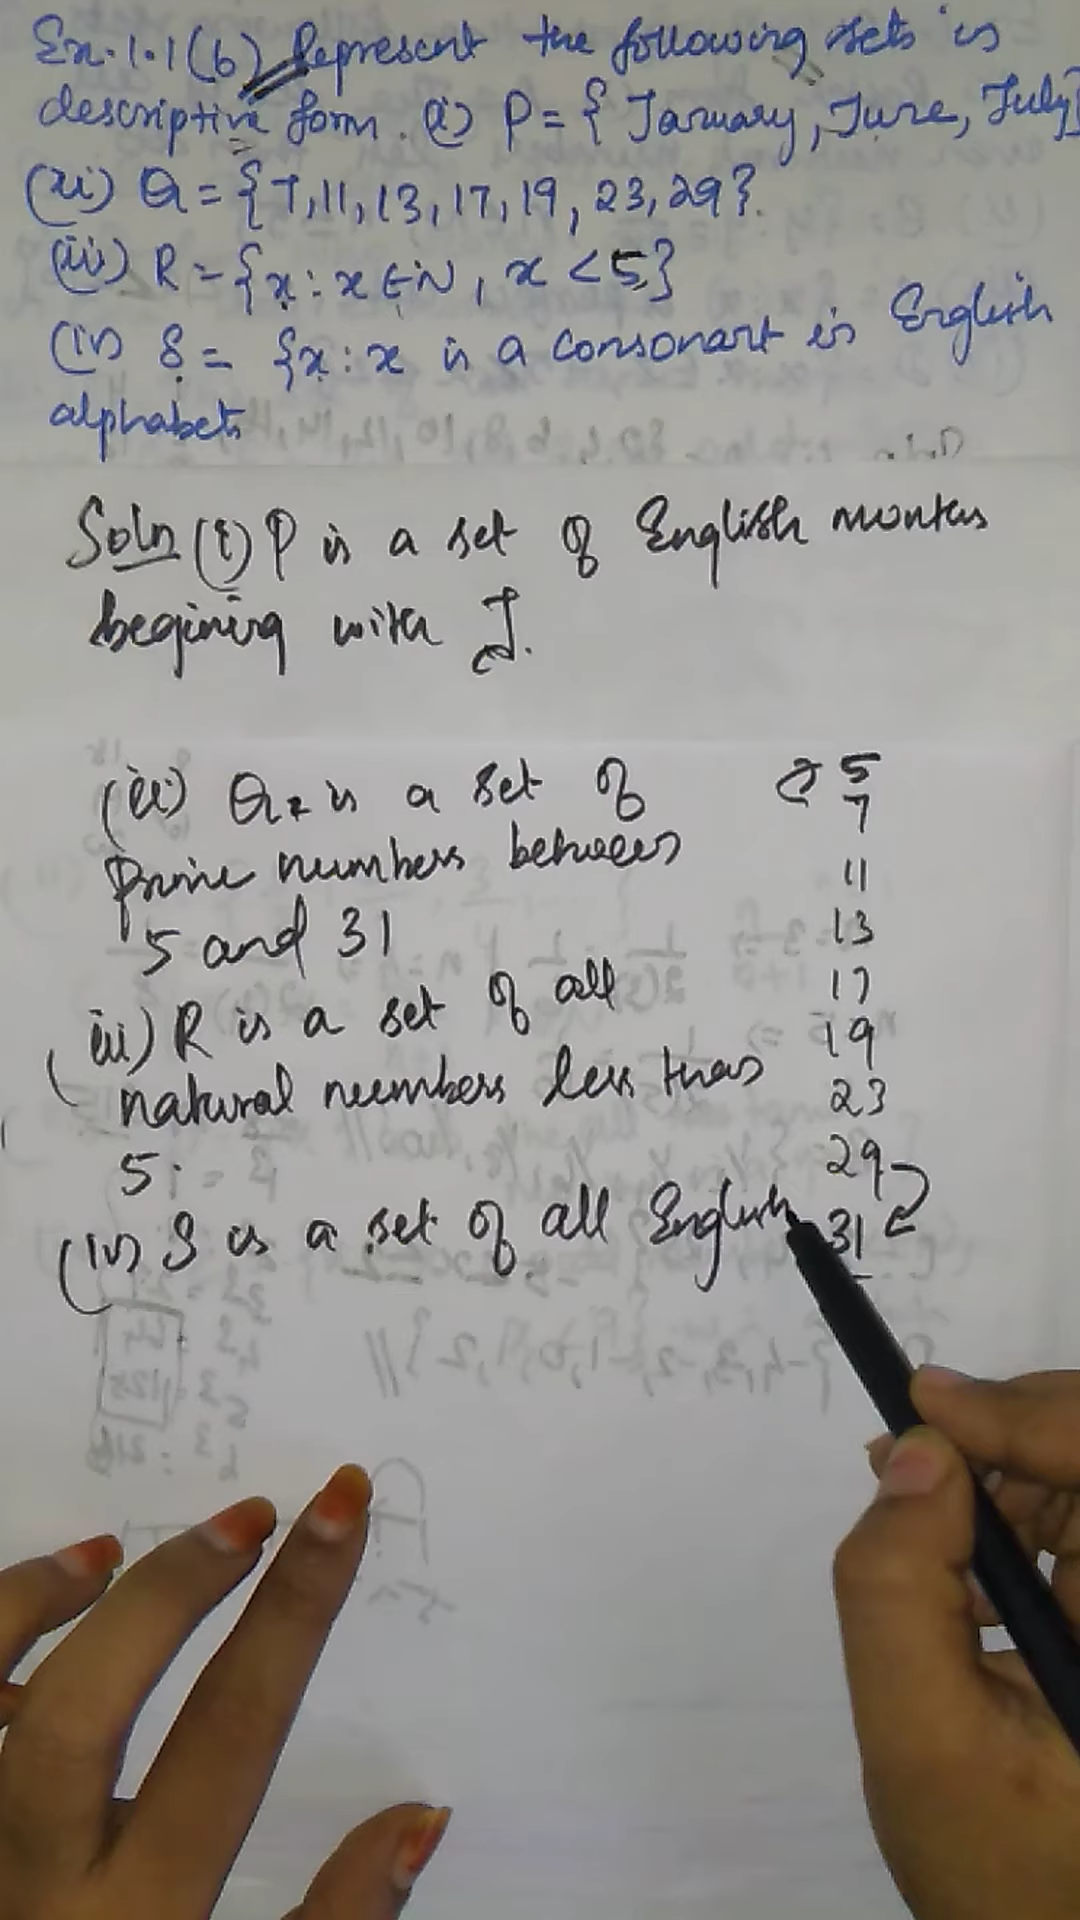 Ex. 1.1 (6) Represent the following sets in
descriptive form. (i) P = { January, June, July}
(ii) Q = {7, 11, 13, 17, 19, 23, 29}.
(iii) R = {x : x ∈ N, x < 5}
(iv) S = {x : x is a consonant in English
alphabets
Soln (i) P is a set of English months
begining with J.
(ii) Q is a set of
prime numbers between
5 and 31
(iii) R is a set of all
natural numbers less than
5.
(iv) S is a set of all English
5
7
11
13
17
19
23
29
31